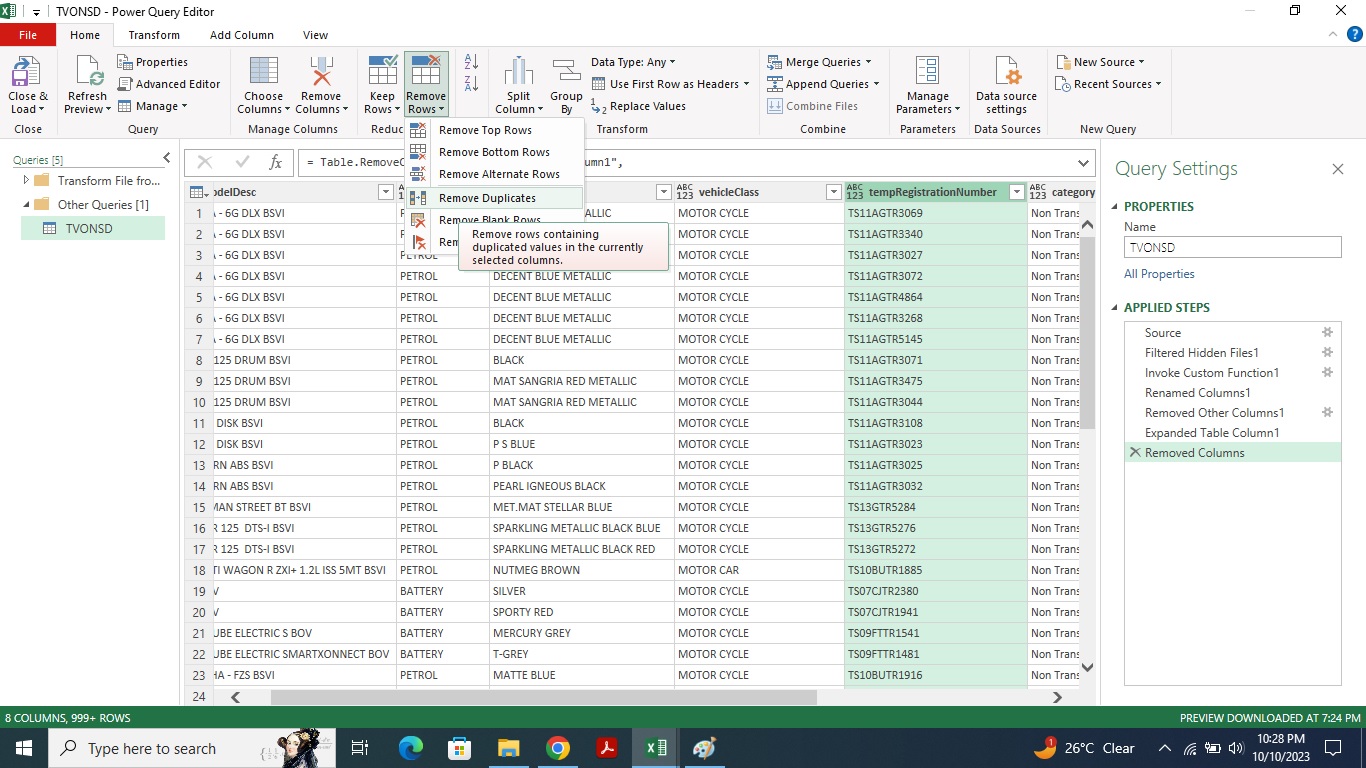 TVONSD - Power Query Editor
File Home Transform Add Column View
Close & Load
Close
Refresh Preview
Properties
Advanced Editor
Manage
Query
Choose Columns
Remove Columns
Manage Columns
Keep Rows
Remove Rows
A Z
Z A
Split Column
Group By
Data Type: Any
Use First Row as Headers
1 2 Replace Values
Transform
Merge Queries
Append Queries
Combine Files
Combine
Manage Parameters
Parameters
Data source settings
Data Sources
New Source
Recent Sources
New Query
Remove Top Rows
Remove Bottom Rows
Remove Alternate Rows
Remove Duplicates
Remove Blank Rows
Remove rows containing
duplicated values in the currently
selected columns.
Queries [5]
Transform File fro...
Other Queries [1]
TVONSD
fx
vehicleClass ABC 123 tempRegistrationNumber ABC 123 category
1 A - 6G DLX BSVI MOTOR CYCLE TS11AGTR3069 Non Trans
2 A - 6G DLX BSVI MOTOR CYCLE TS11AGTR3340 Non Trans
3 A - 6G DLX BSVI PETROL MOTOR CYCLE TS11AGTR3027 Non Trans
4 A - 6G DLX BSVI PETROL DECENT BLUE METALLIC MOTOR CYCLE TS11AGTR3072 Non Trans
5 A - 6G DLX BSVI PETROL DECENT BLUE METALLIC MOTOR CYCLE TS11AGTR4864 Non Trans
6 A - 6G DLX BSVI PETROL DECENT BLUE METALLIC MOTOR CYCLE TS11AGTR3268 Non Trans
7 A - 6G DLX BSVI PETROL DECENT BLUE METALLIC MOTOR CYCLE TS11AGTR5145 Non Trans
8 125 DRUM BSVI PETROL BLACK MOTOR CYCLE TS11AGTR3071 Non Trans
9 125 DRUM BSVI PETROL MAT SANGRIA RED METALLIC MOTOR CYCLE TS11AGTR3475 Non Trans
10 125 DRUM BSVI PETROL MAT SANGRIA RED METALLIC MOTOR CYCLE TS11AGTR3044 Non Trans
11 DISK BSVI PETROL BLACK MOTOR CYCLE TS11AGTR3108 Non Trans
12 DISK BSVI PETROL P S BLUE MOTOR CYCLE TS11AGTR3023 Non Trans
13 RN ABS BSVI PETROL P BLACK MOTOR CYCLE TS11AGTR3025 Non Trans
14 RN ABS BSVI PETROL PEARL IGNEOUS BLACK MOTOR CYCLE TS11AGTR3032 Non Trans
15 MAN STREET BT BSVI PETROL MET.MAT STELLAR BLUE MOTOR CYCLE TS13GTR5284 Non Trans
16 R 125 DTS-I BSVI PETROL SPARKLING METALLIC BLACK BLUE MOTOR CYCLE TS13GTR5276 Non Trans
17 R 125 DTS-I BSVI PETROL SPARKLING METALLIC BLACK RED MOTOR CYCLE TS13GTR5272 Non Trans
18 TI WAGON R ZXI+ 1.2L ISS 5MT BSVI PETROL NUTMEG BROWN MOTOR CAR TS10BUTR1885 Non Trans
19 V BATTERY SILVER MOTOR CYCLE TS07CJTR2380 Non Trans
20 V BATTERY SPORTY RED MOTOR CYCLE TS07CJTR1941 Non Trans
21 UBE ELECTRIC S BOV BATTERY MERCURY GREY MOTOR CYCLE TS09FTTR1541 Non Trans
22 UBE ELECTRIC SMARTXONNECT BOV BATTERY T-GREY MOTOR CYCLE TS09FTTR1481 Non Trans
23 HA - FZS BSVI PETROL MATTE BLUE MOTOR CYCLE TS10BUTR1916 Non Trans
24
Query Settings
PROPERTIES
Name
TVONSD
All Properties
APPLIED STEPS
Source
Filtered Hidden Files1
Invoke Custom Function1
Renamed Columns1
Removed Other Columns1
Expanded Table Column1
Removed Columns
8 COLUMNS, 999+ ROWS
PREVIEW DOWNLOADED AT 7:24 PM
Type here to search
1
26°C Clear
10:28 PM
10/10/2023